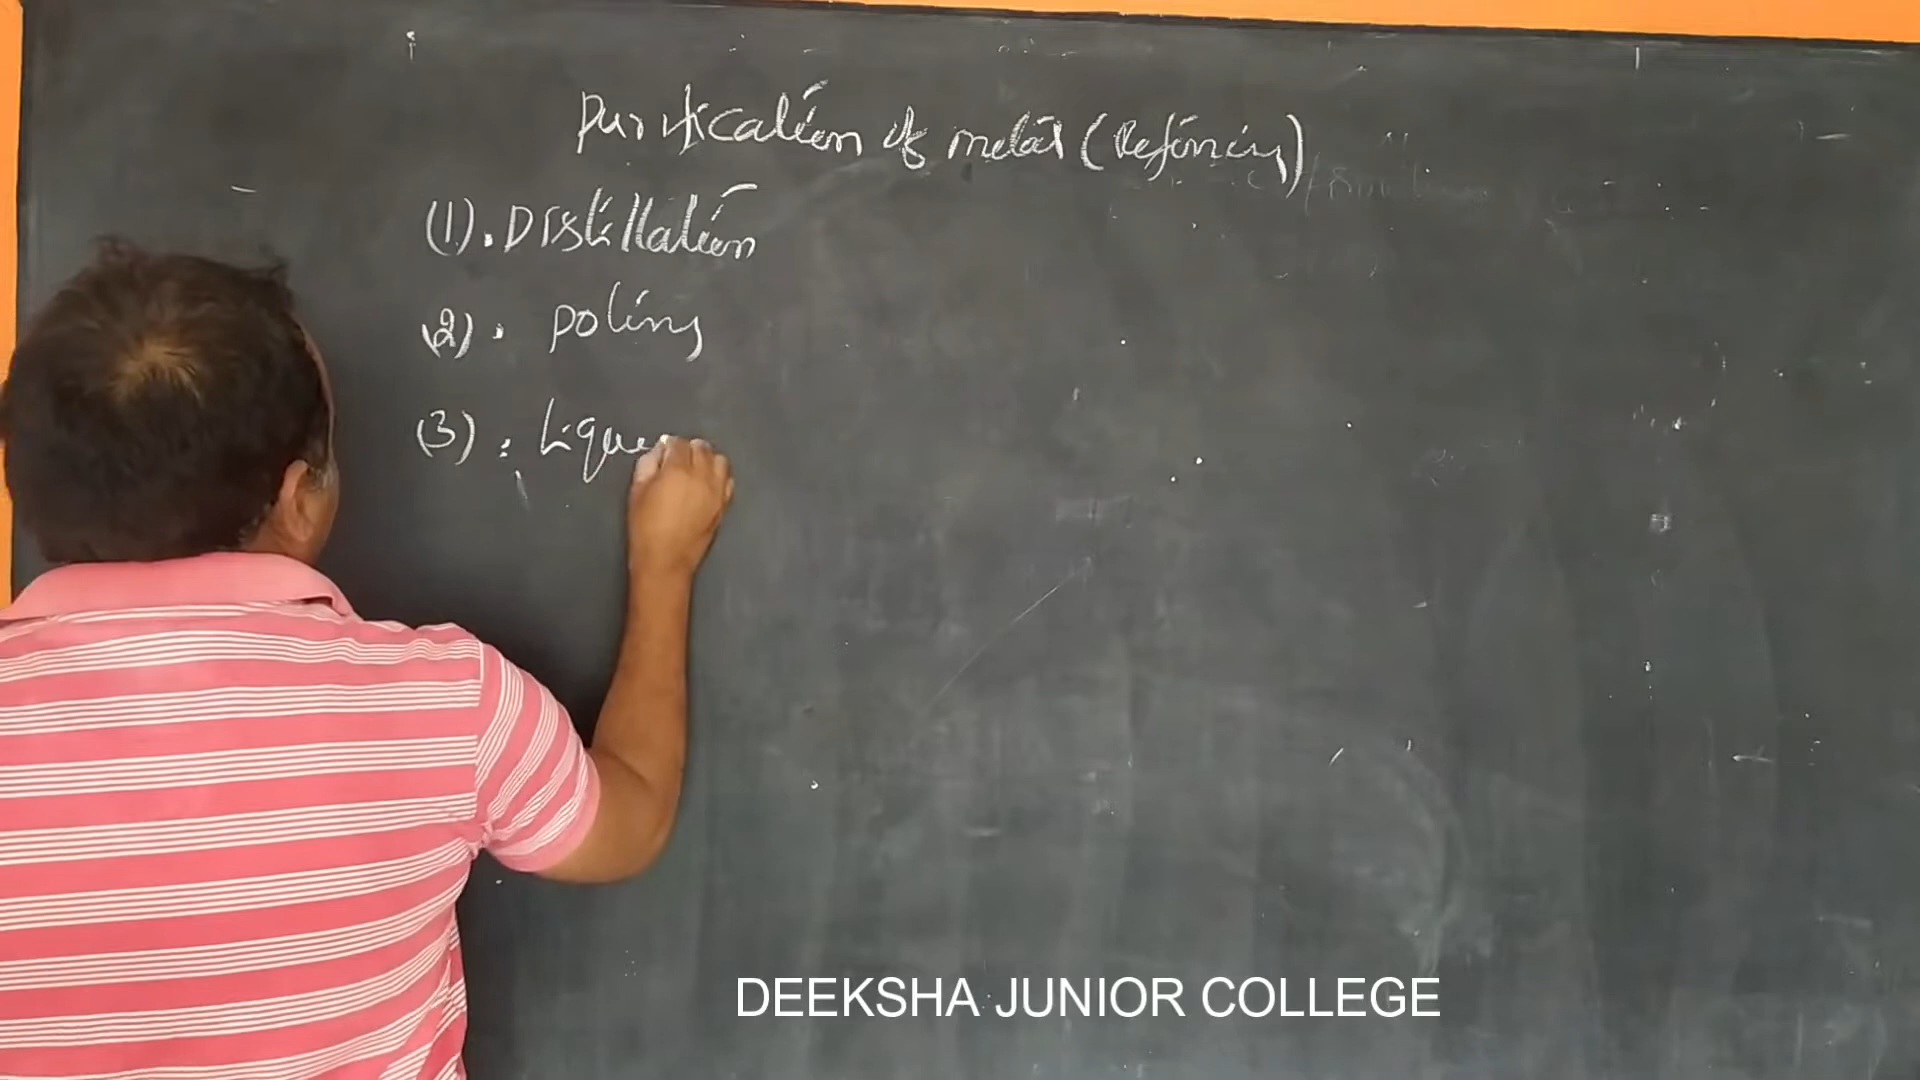 Purification of metal (Refining)
(1). Distillation
(2). poling
(3). Lique
DEEKSHA JUNIOR COLLEGE